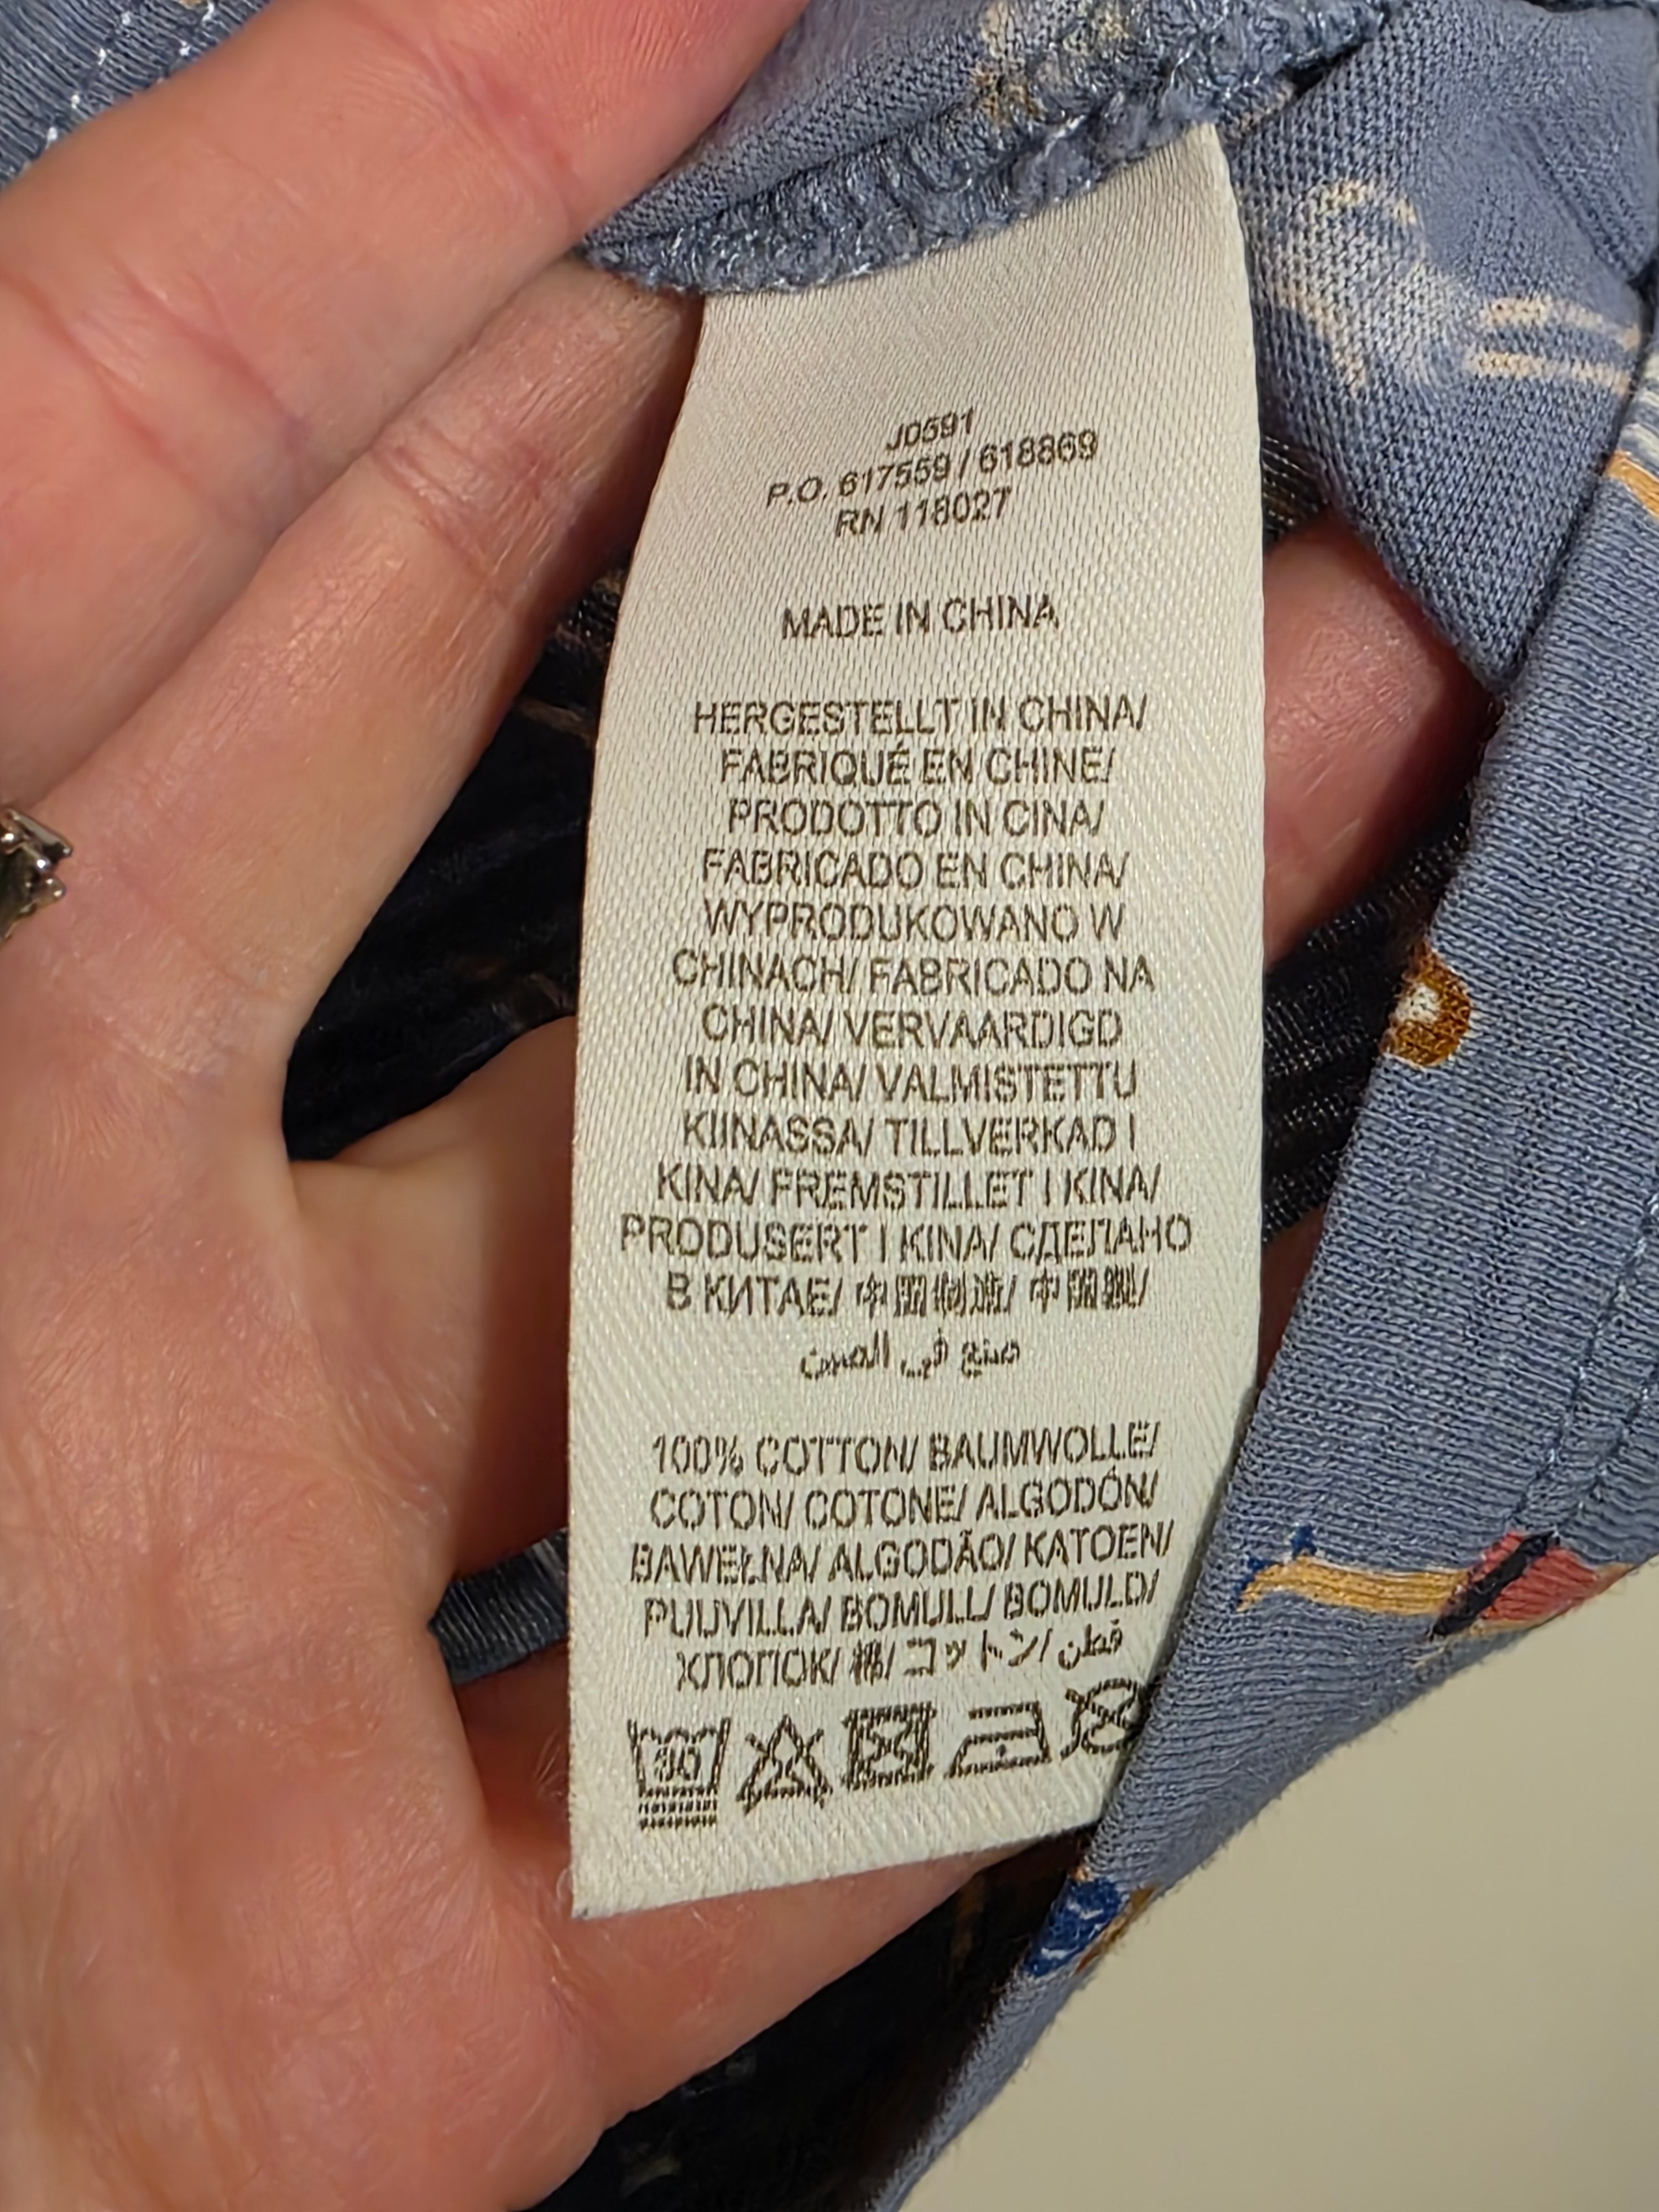 J0591
P.O. 617559 / 618869
RN 118027
MADE IN CHINA
HERGESTELLT IN CHINA/
FABRIQUÉ EN CHINE/
PRODOTTO IN CINA/
FABRICADO EN CHINA/
WYPRODUKOWANO W
CHINACH/ FABRICADO NA
CHINA/ VERVAARDIGD
IN CHINA/ VALMISTETTU
KIINASSA/ TILLVERKAD I
KINA/ FREMSTILLET I KINA/
PRODUSERT I KINA/ СДЕЛАНО
В КИТАЕ/ 中国制造/ 中国製/
صنع في الصين
100% COTTON/ BAUMWOLLE/
COTON/ COTONE/ ALGODÓN/
BAWEŁNA/ ALGODÃO/ KATOEN/
PUUVILLA/ BOMULL/ BOMULD/
ХЛОПОК/ 棉/ コットン/ قطن
30